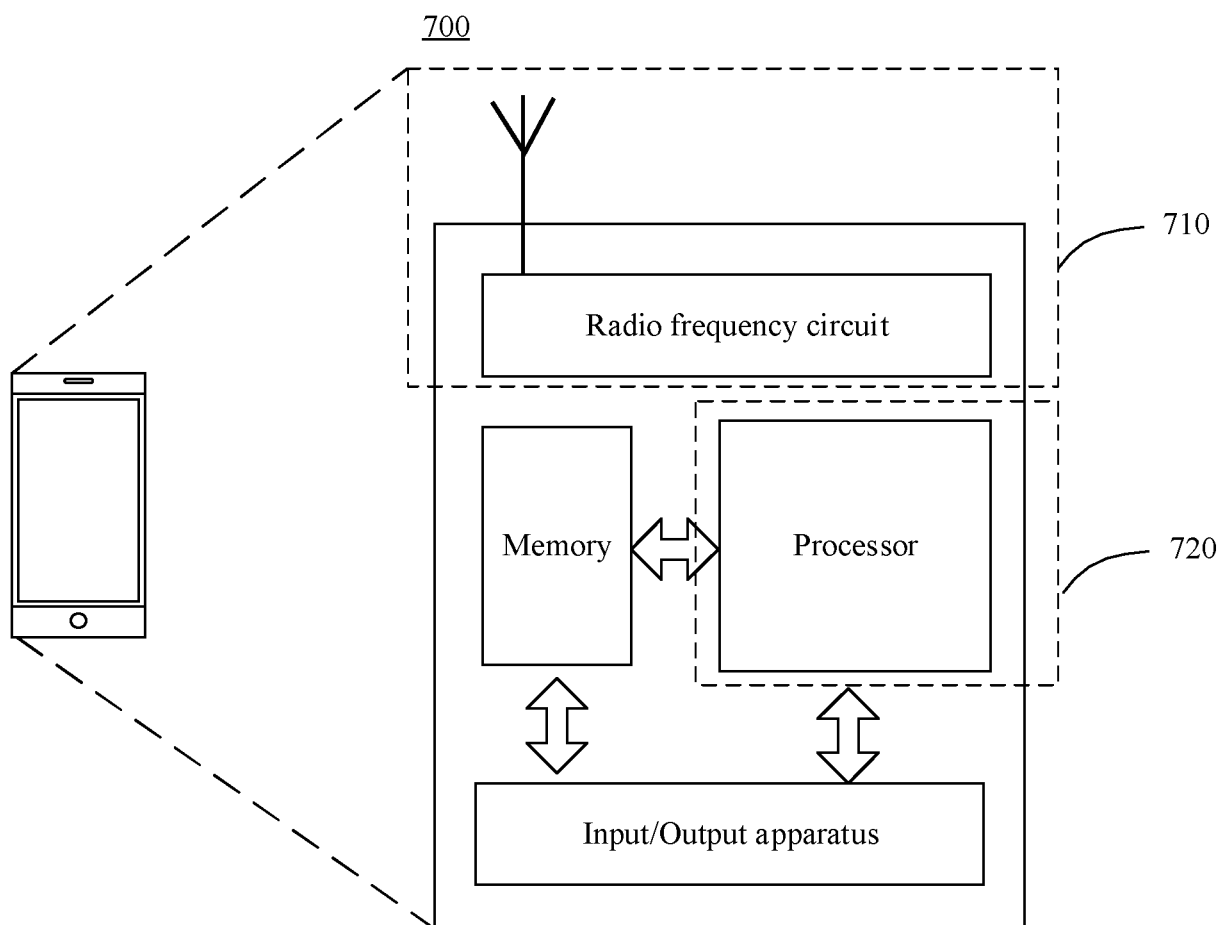 700
710
Radio frequency circuit
Memory
Processor
720
Input/Output apparatus